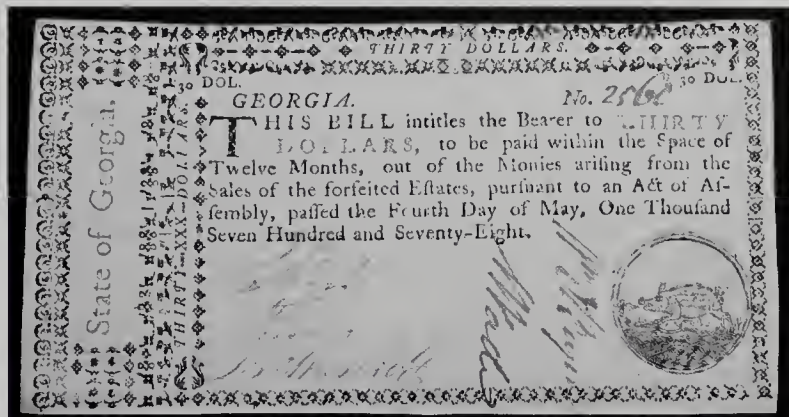 THIRTY DOLLARS.
State of Georgia.
THIRTY-XXX-DOLLARS.
30 DOL.
30 DOL.
GEORGIA. No.
THIS BILL intitles the Bearer to THIRTY
DOLLARS, to be paid within the Space of
Twelve Months, out of the Monies ariſing from the
Sales of the forfeited Eſtates, purſuant to an Act of Aſ-
ſembly, paſſed the Fourth Day of May, One Thouſand
Seven Hundred and Seventy-Eight.